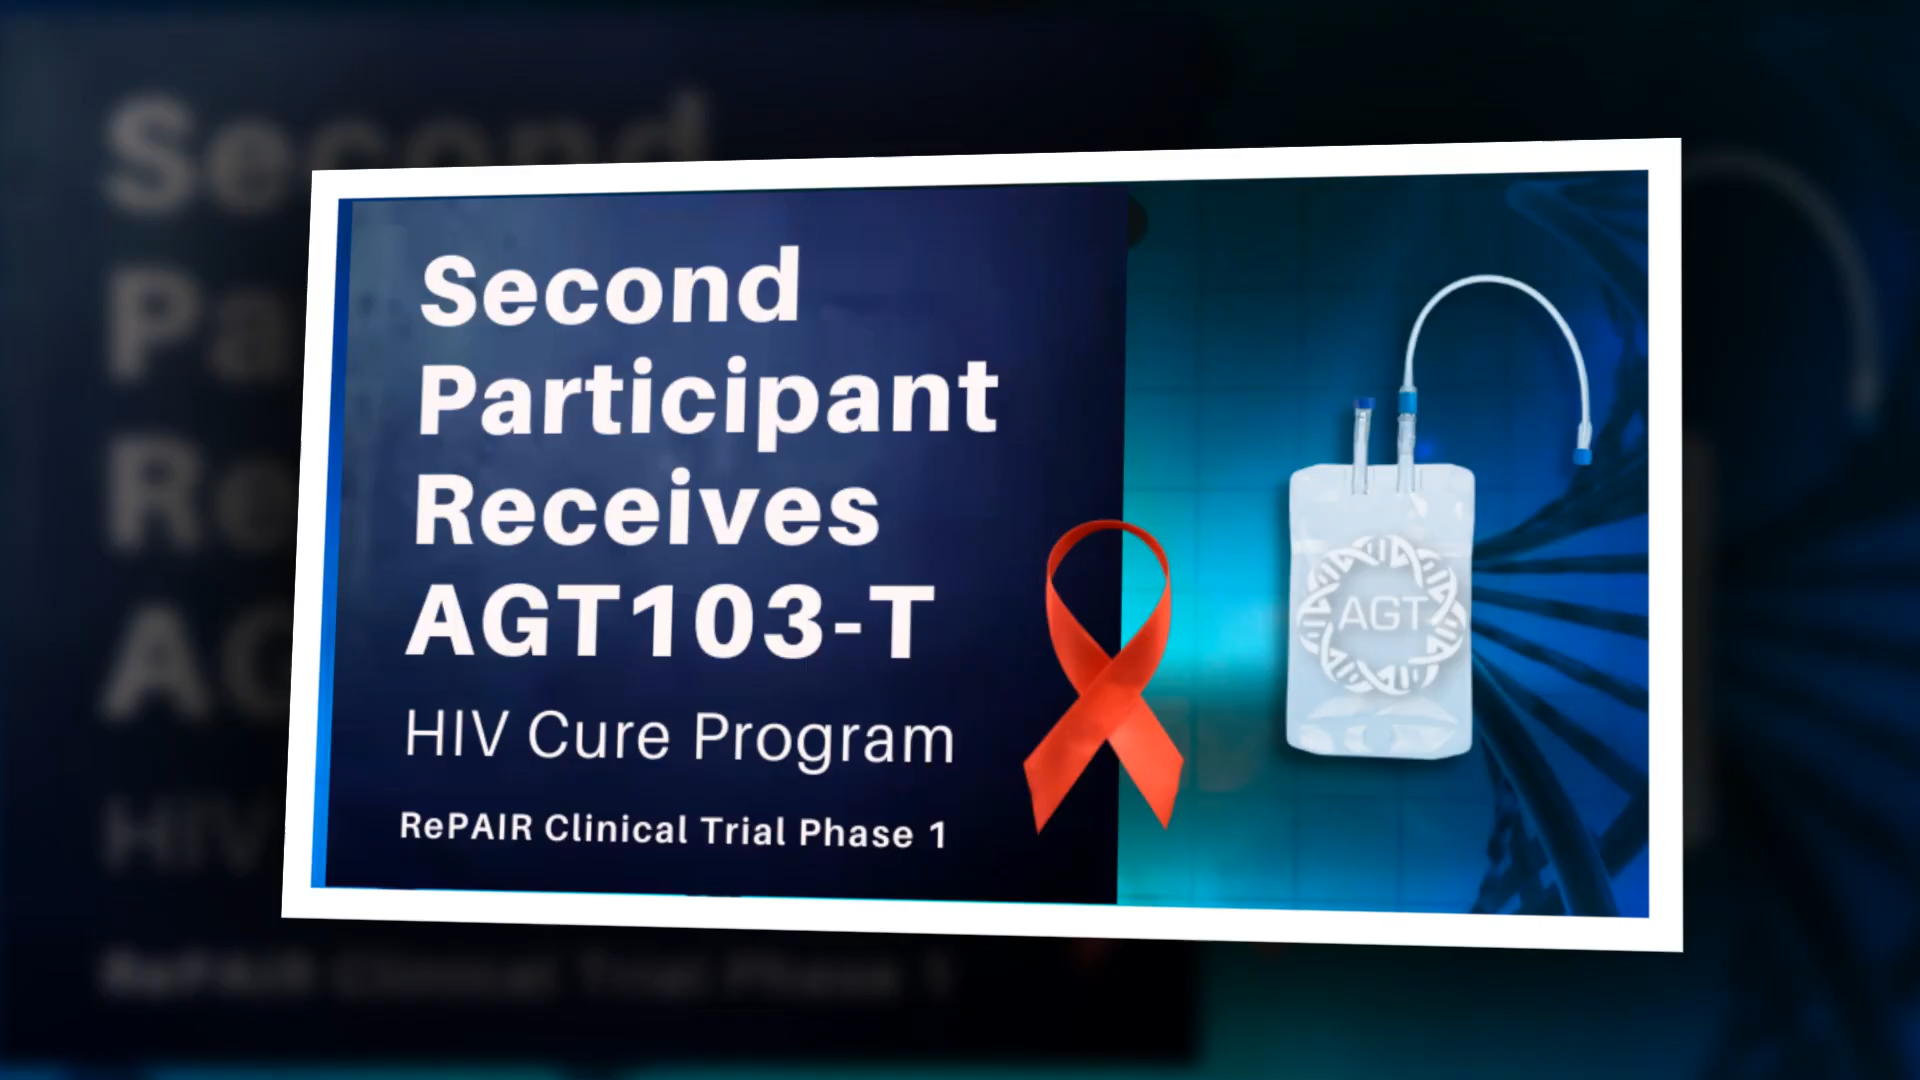 Second
Participant
Receives
AGT103-T
HIV Cure Program
RePAIR Clinical Trial Phase 1
AGT